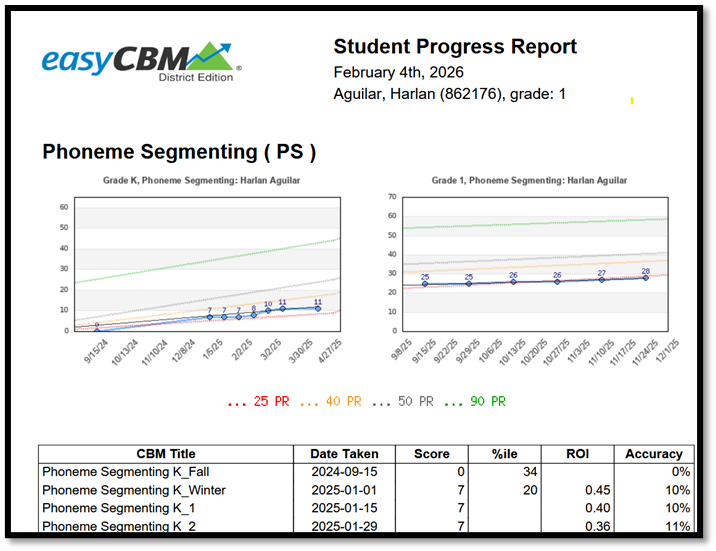 easyCBM®
District Edition
Student Progress Report
February 4th, 2026
Aguilar, Harlan (862176), grade: 1
Phoneme Segmenting ( PS )
Grade K, Phoneme Segmenting: Harlan Aguilar
60
50
40
30
20
10
0
0 7 7 7 8 10 11 11
9/15/24 10/13/24 11/10/24 12/8/24 1/5/25 2/2/25 3/2/25 3/30/25 4/27/25
Grade 1, Phoneme Segmenting: Harlan Aguilar
70
60
50
40
30
20
10
0
25 25 26 26 27 28
9/8/25 9/15/25 9/22/25 9/29/25 10/6/25 10/13/25 10/20/25 10/27/25 11/3/25 11/10/25 11/17/25 11/24/25 12/1/25
... 25 PR ... 40 PR ... 50 PR ... 90 PR
CBM Title Date Taken Score %ile ROI Accuracy
Phoneme Segmenting K_Fall 2024-09-15 0 34 0%
Phoneme Segmenting K_Winter 2025-01-01 7 20 0.45 10%
Phoneme Segmenting K_1 2025-01-15 7 0.40 10%
Phoneme Segmenting K_2 2025-01-29 7 0.36 11%